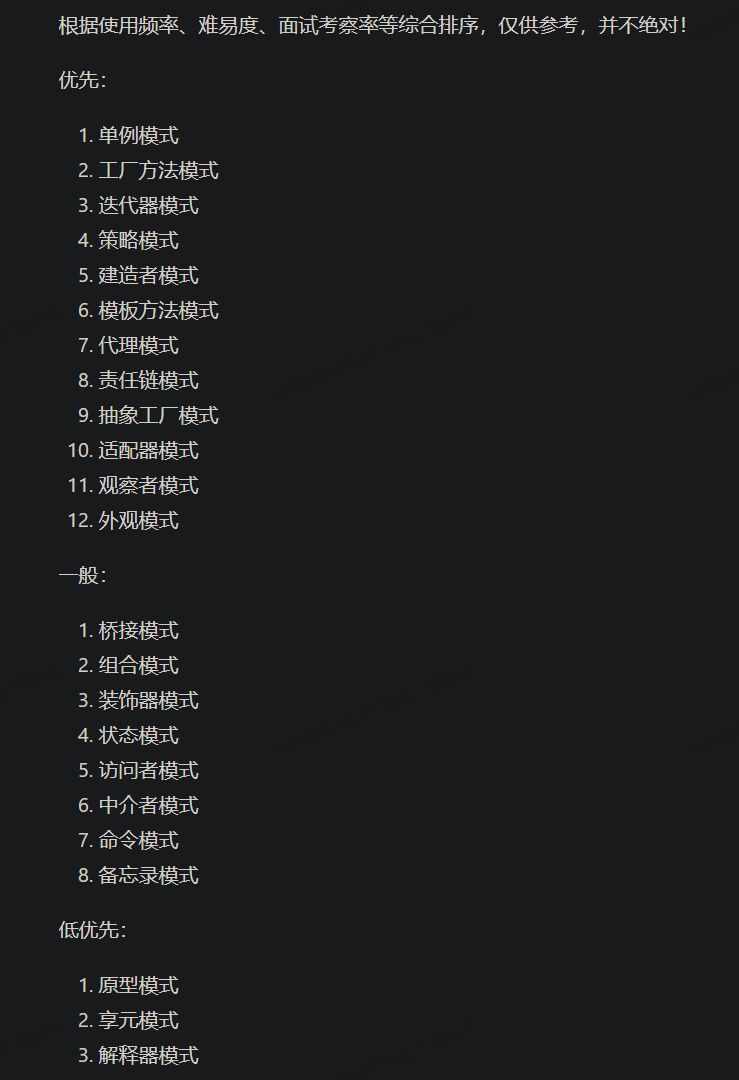 根据使用频率、难易度、面试考察率等综合排序，仅供参考，并不绝对！
优先：
1. 单例模式
2. 工厂方法模式
3. 迭代器模式
4. 策略模式
5. 建造者模式
6. 模板方法模式
7. 代理模式
8. 责任链模式
9. 抽象工厂模式
10. 适配器模式
11. 观察者模式
12. 外观模式
一般：
1. 桥接模式
2. 组合模式
3. 装饰器模式
4. 状态模式
5. 访问者模式
6. 中介者模式
7. 命令模式
8. 备忘录模式
低优先：
1. 原型模式
2. 享元模式
3. 解释器模式